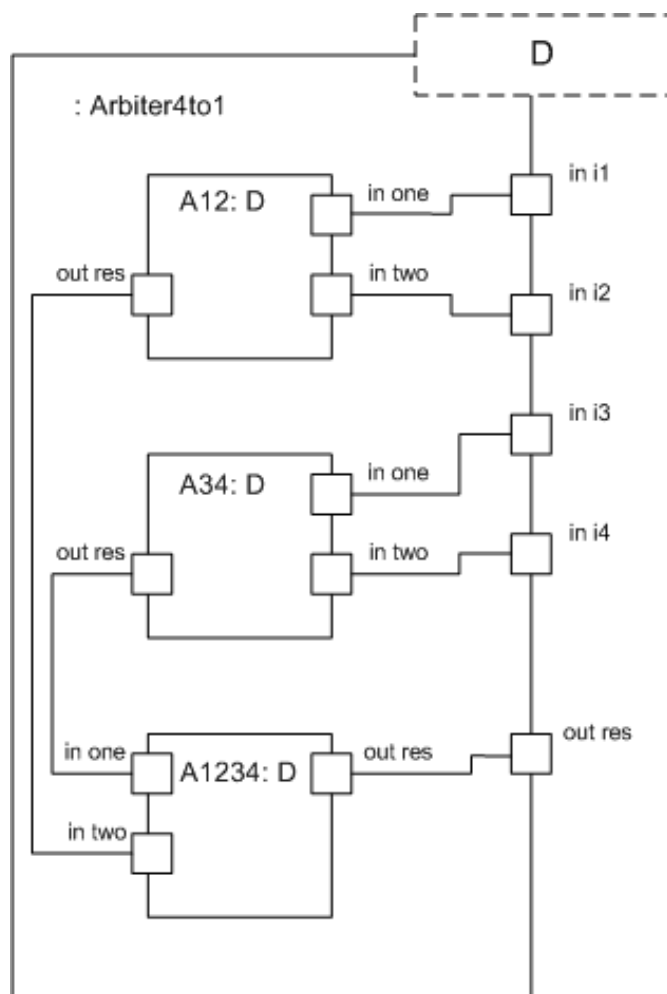 D
: Arbiter4to1
A12: D
in one
in i1
out res
in two
in i2
in i3
A34: D
in one
in i4
out res
in two
out res
in one
A1234: D
out res
in two